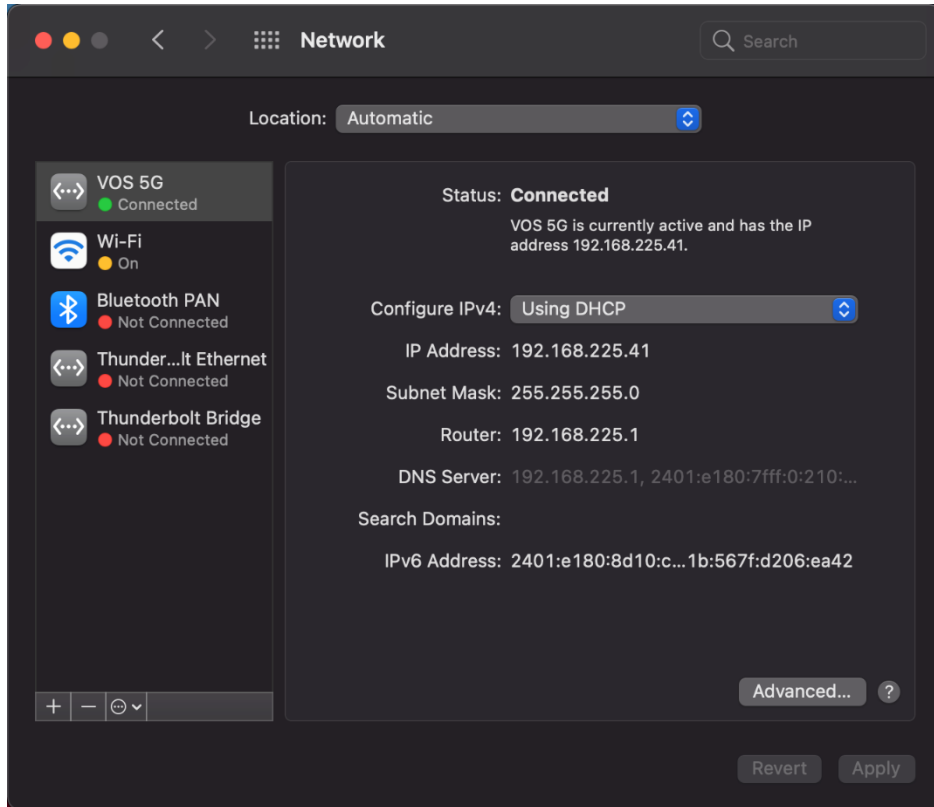 Network
Search
Location: Automatic
VOS 5G
Connected
Wi-Fi
On
Bluetooth PAN
Not Connected
Thunder...lt Ethernet
Not Connected
Thunderbolt Bridge
Not Connected
Status: Connected
VOS 5G is currently active and has the IP
address 192.168.225.41.
Configure IPv4: Using DHCP
IP Address: 192.168.225.41
Subnet Mask: 255.255.255.0
Router: 192.168.225.1
DNS Server: 192.168.225.1, 2401:e180:7fff:0:210:...
Search Domains:
IPv6 Address: 2401:e180:8d10:c...1b:567f:d206:ea42
Advanced... ?
Revert Apply